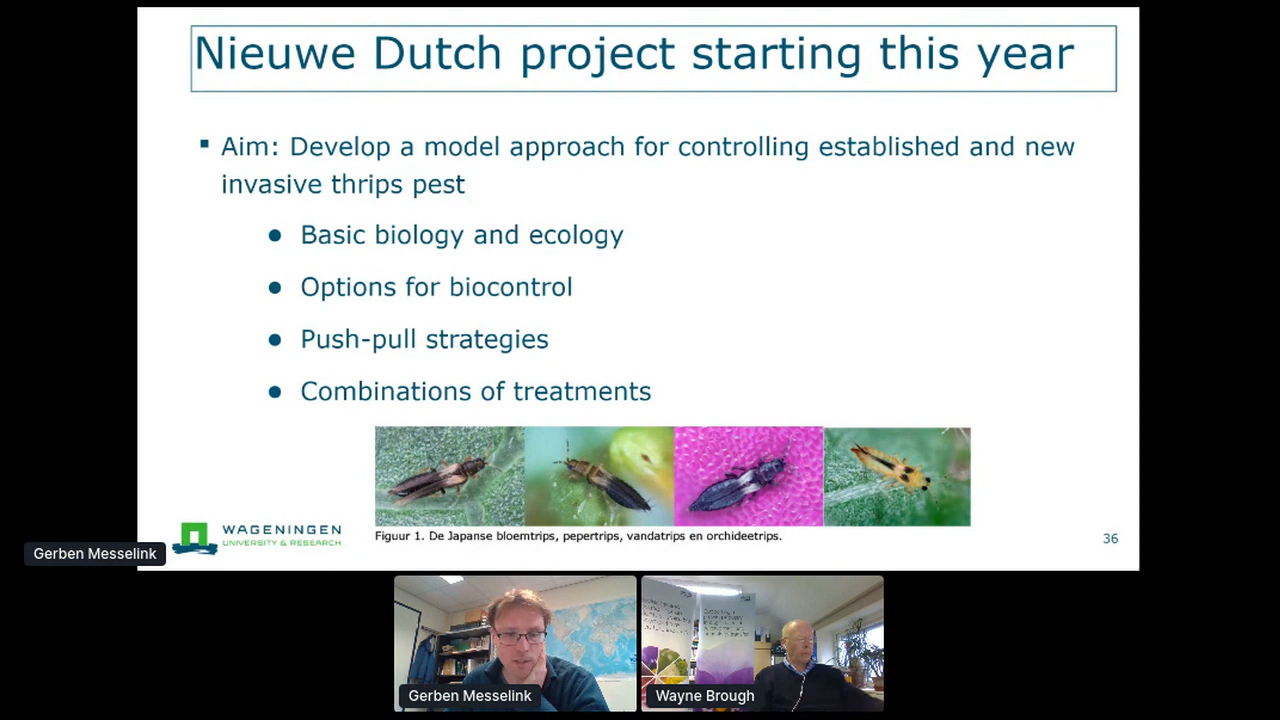 Nieuwe Dutch project starting this year
▪ Aim: Develop a model approach for controlling established and new
invasive thrips pest
● Basic biology and ecology
● Options for biocontrol
● Push-pull strategies
● Combinations of treatments
Figuur 1. De Japanse bloemtrips, pepertrips, vandatrips en orchideetrips.
WAGENINGEN
UNIVERSITY & RESEARCH
36
Gerben Messelink
Gerben Messelink
Wayne Brough